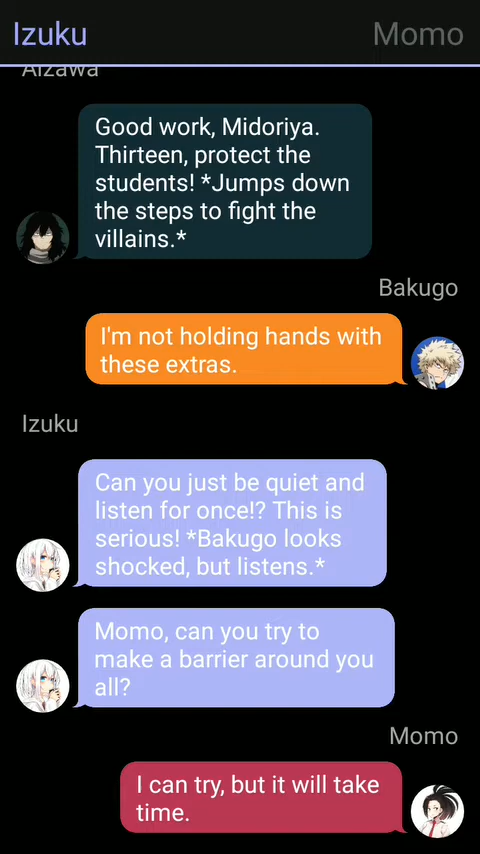 Izuku Momo
Aizawa
Good work, Midoriya.
Thirteen, protect the
students! *Jumps down
the steps to fight the
villains.*
Bakugo
I'm not holding hands with
these extras.
Izuku
Can you just be quiet and
listen for once!? This is
serious! *Bakugo looks
shocked, but listens.*
Momo, can you try to
make a barrier around you
all?
Momo
I can try, but it will take
time.